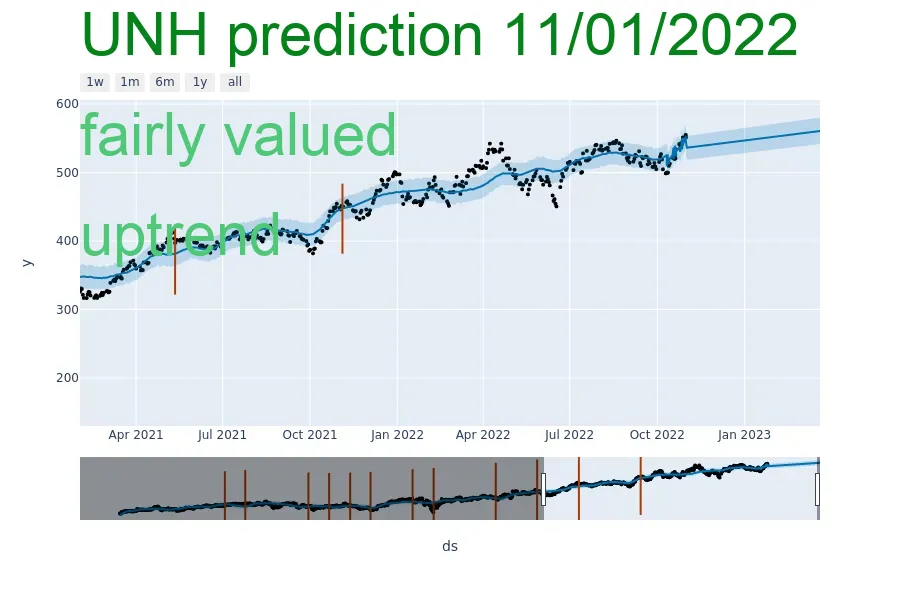 UNH prediction 11/01/2022
1w 1m 6m 1y all
600
fairly valued
500
400
uptrend
y
300
200
Apr 2021 Jul 2021 Oct 2021 Jan 2022 Apr 2022 Jul 2022 Oct 2022 Jan 2023
ds